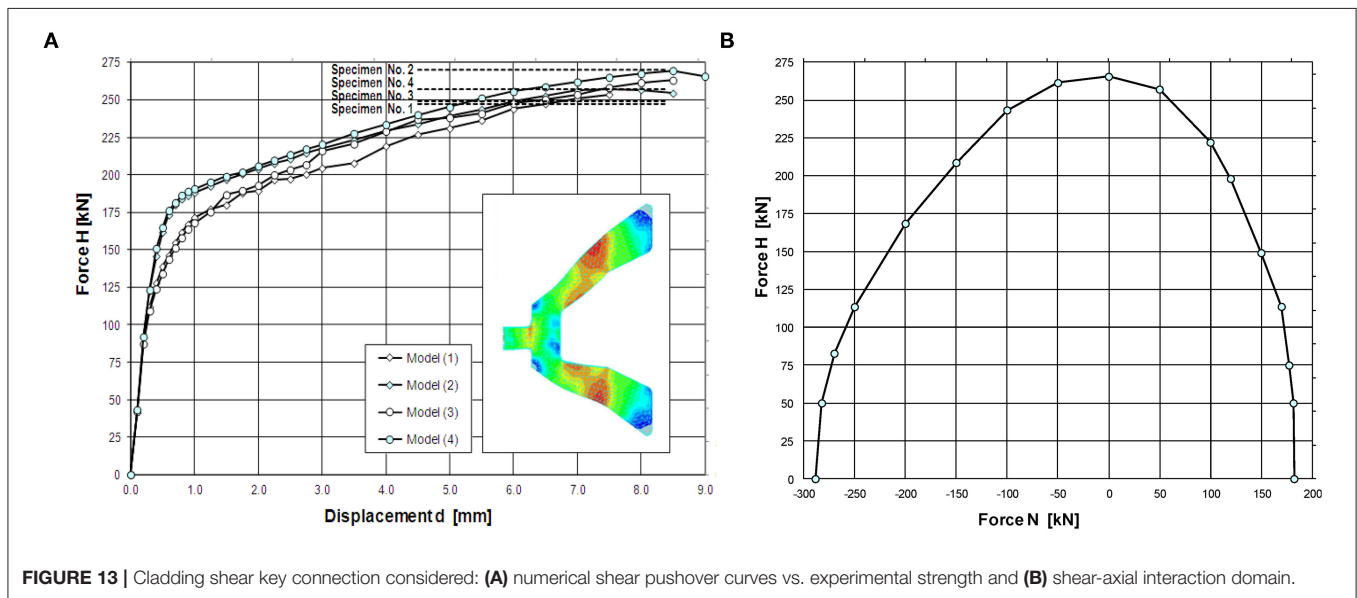 A
B
275
250
225
200
175
150
125
100
75
50
25
0
Force H [kN]
Specimen No. 2
Specimen No. 4
Specimen No. 3
Specimen No. 1
Model (1)
Model (2)
Model (3)
Model (4)
0.0 1.0 2.0 3.0 4.0 5.0 6.0 7.0 8.0 9.0
Displacement d [mm]
275
250
225
200
175
150
125
100
75
50
25
0
Force H [kN]
-300 -250 -200 -150 -100 -50 0 50 100 150 200
Force N [kN]
FIGURE 13 | Cladding shear key connection considered: (A) numerical shear pushover curves vs. experimental strength and (B) shear-axial interaction domain.